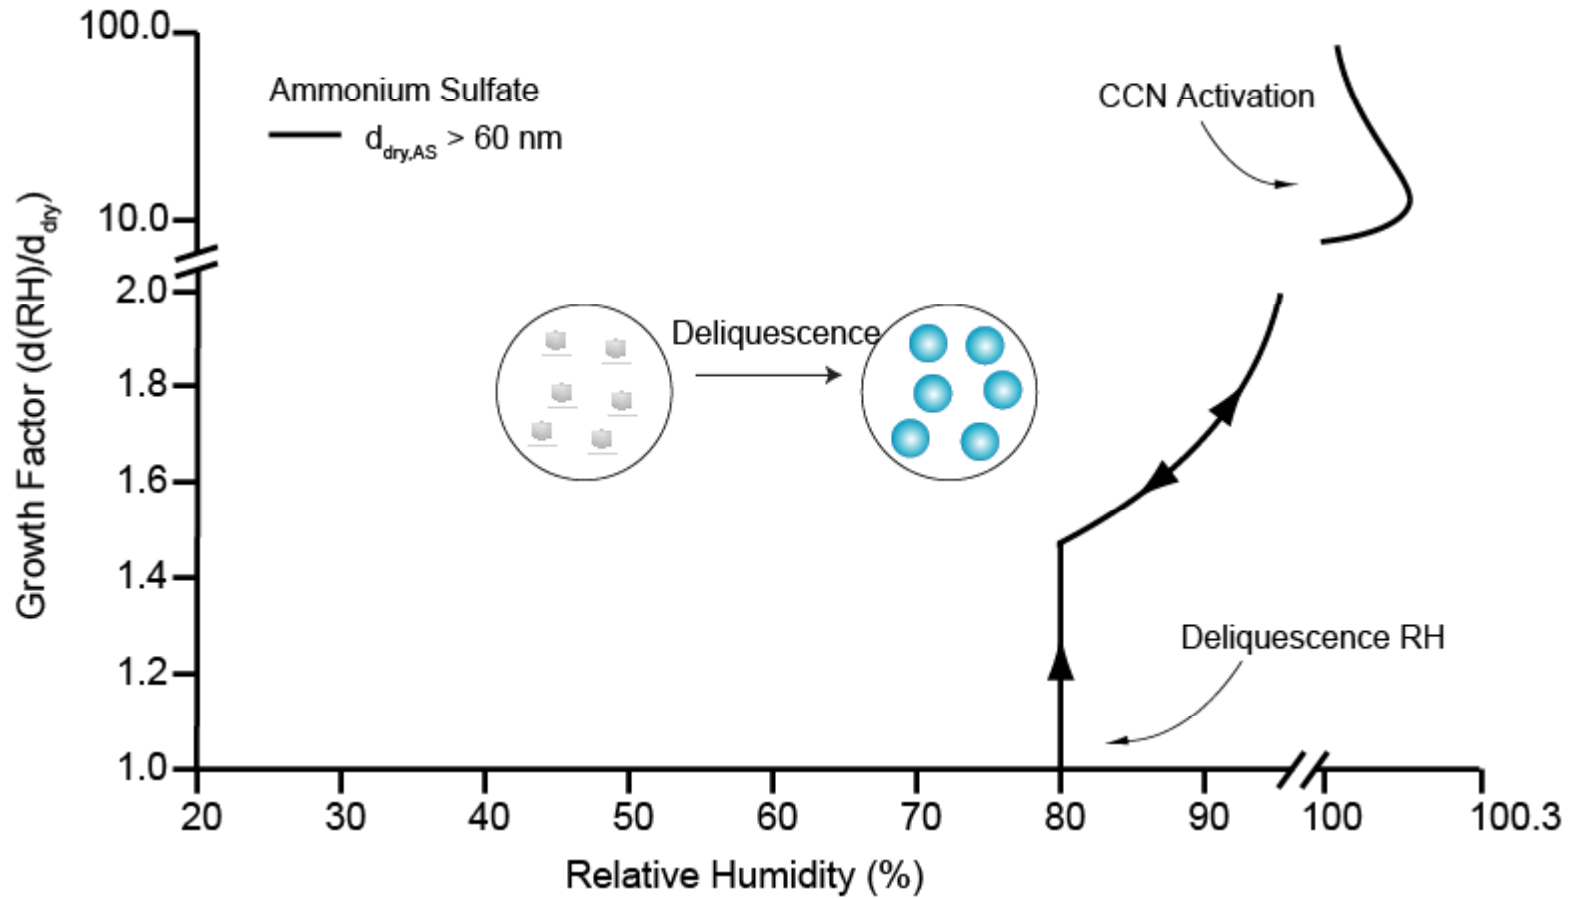 100.0
10.0
2.0
1.8
1.6
1.4
1.2
1.0
Growth Factor (d(RH)/d_dry)
Ammonium Sulfate
d_dry,AS > 60 nm
CCN Activation
Deliquescence
Deliquescence RH
20 30 40 50 60 70 80 90 100 100.3
Relative Humidity (%)